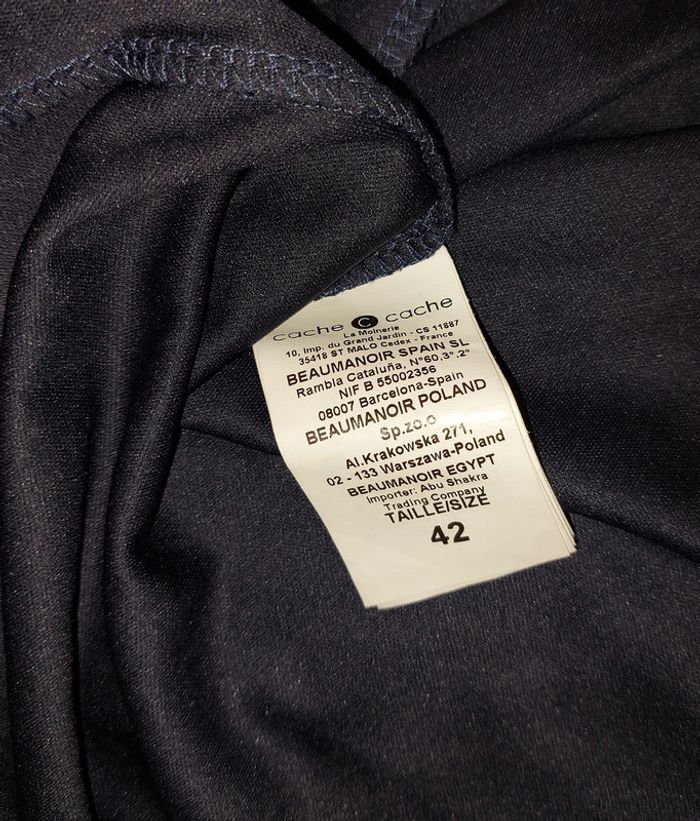 cache C cache
La Moinerie
10, Imp. du Grand Jardin - CS 11887
35418 ST MALO Cedex - France
BEAUMANOIR SPAIN SL
Rambla Cataluña, N°60,3°,2°
NIF B 55002356
08007 Barcelona-Spain
BEAUMANOIR POLAND
Sp.zo.o
Al.Krakowska 271,
02 - 133 Warszawa-Poland
BEAUMANOIR EGYPT
Importer: Abu Shakra
Trading Company
TAILLE/SIZE
42